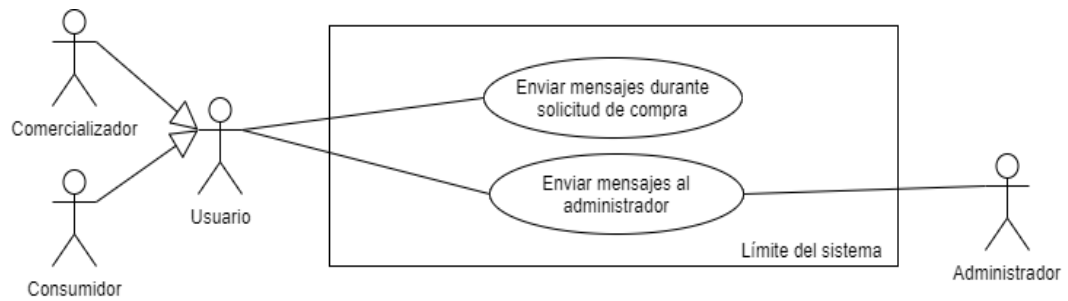 Comercializador
Enviar mensajes durante
solicitud de compra
Usuario
Enviar mensajes al
administrador
Límite del sistema
Administrador
Consumidor